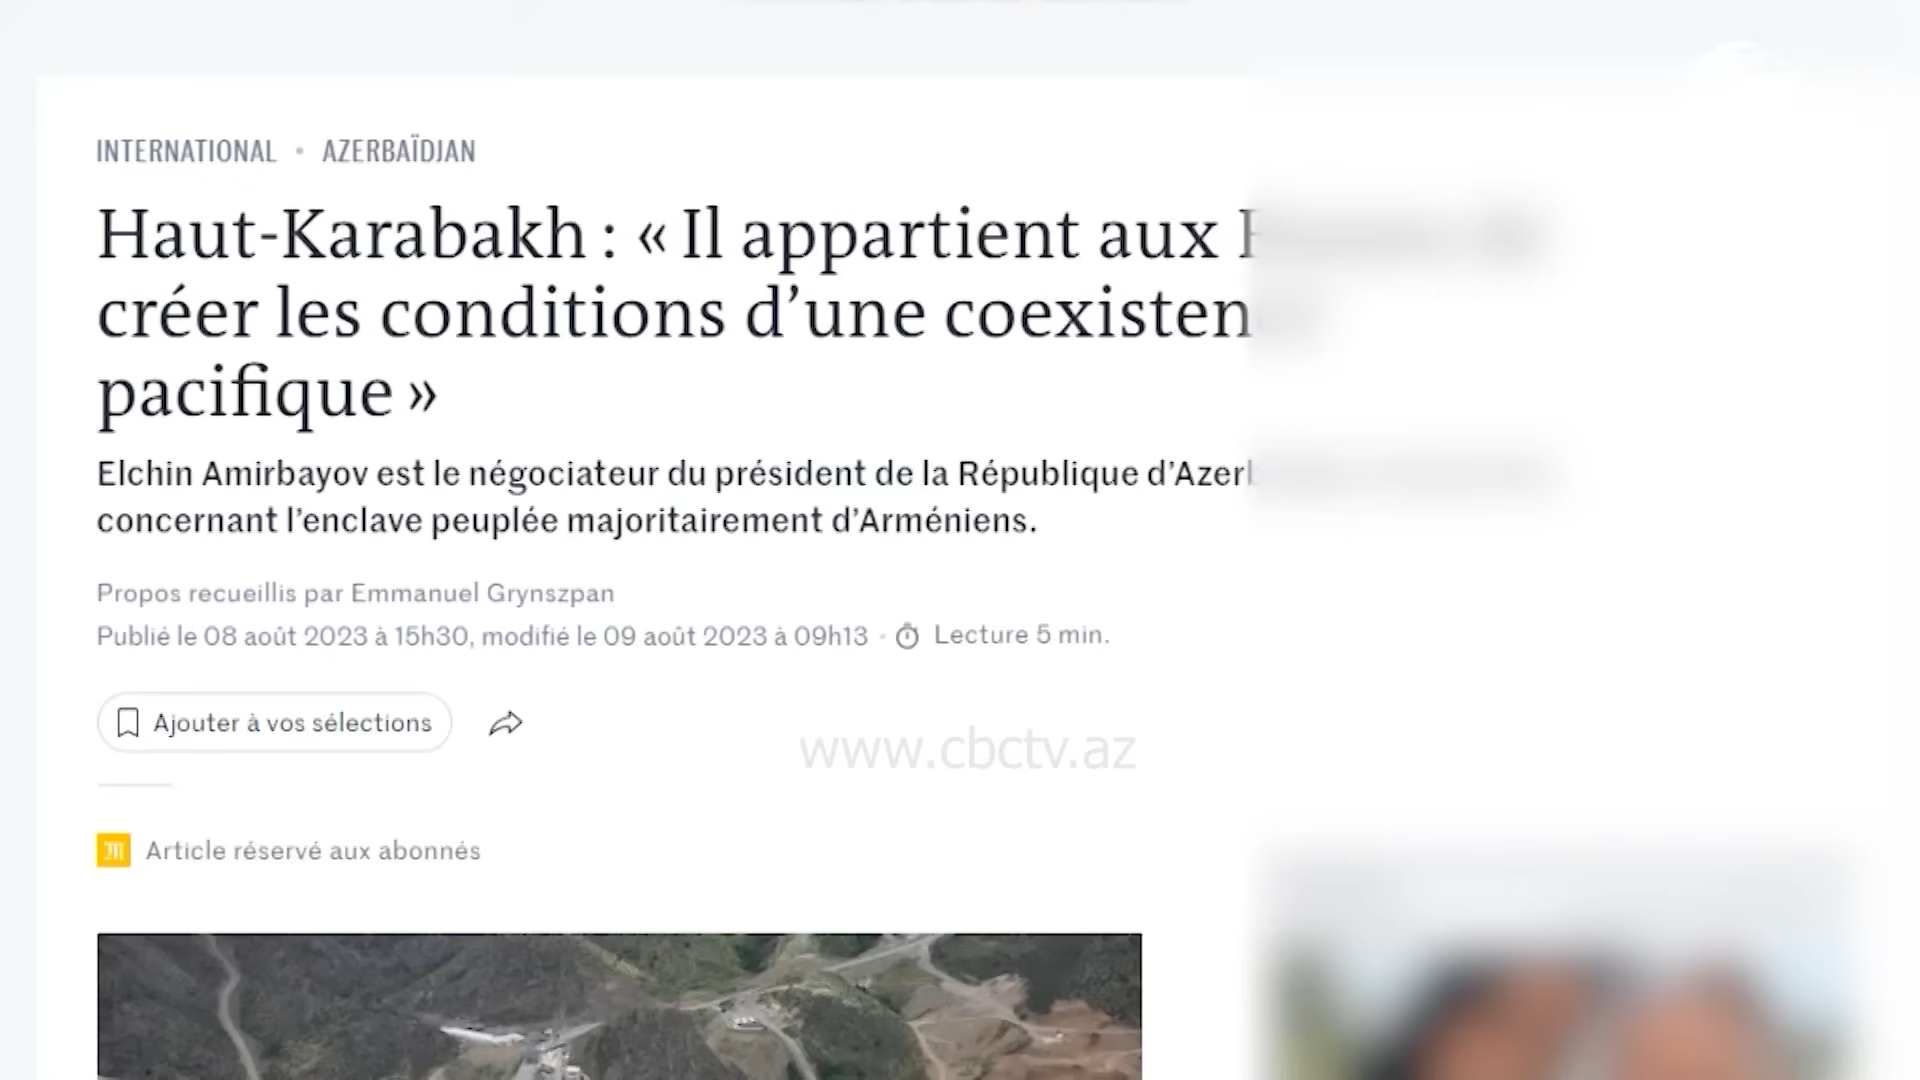 INTERNATIONAL • AZERBAÏDJAN
Haut-Karabakh : « Il appartient aux
créer les conditions d’une
pacifique »
Elchin Amirbayov est le négociateur du président de la République
concernant l’enclave peuplée majoritairement d’Arméniens.
Propos recueillis par Emmanuel Grynszpan
Publié le 08 août 2023 à 15h30, modifié le 09 août 2023 à 09h13 • Lecture 5 min.
Ajouter à vos sélections
www.cbctv.az
Article réservé aux abonnés